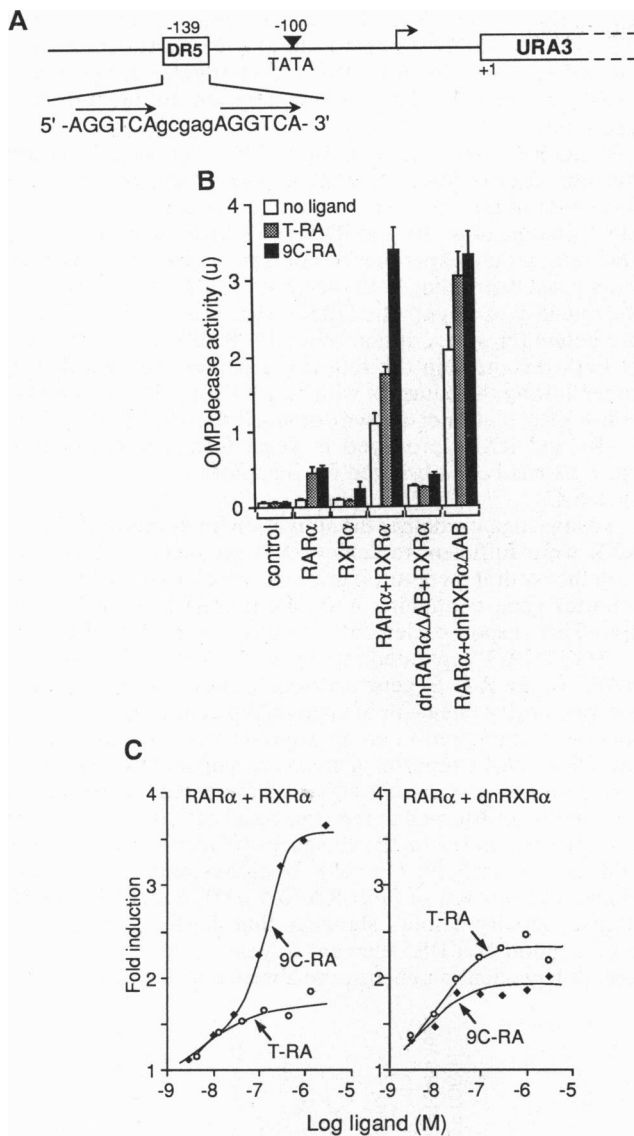 A
-139
-100
DR5
URA3
TATA
+1
5' -AGGTCAgcgagAGGTCA- 3'
B
no ligand
T-RA
9C-RA
OMPdecase activity (u)
4
3
2
1
0
control
RARα
RXRα
RARα+RXRα
dnRARαΔAB+RXRα
RARα+dnRXRαΔAB
C
RARα + RXRα
RARα + dnRXRα
Fold induction
4
3
2
1
9C-RA
T-RA
T-RA
9C-RA
-9 -8 -7 -6 -5 -4
-9 -8 -7 -6 -5 -4
Log ligand (M)